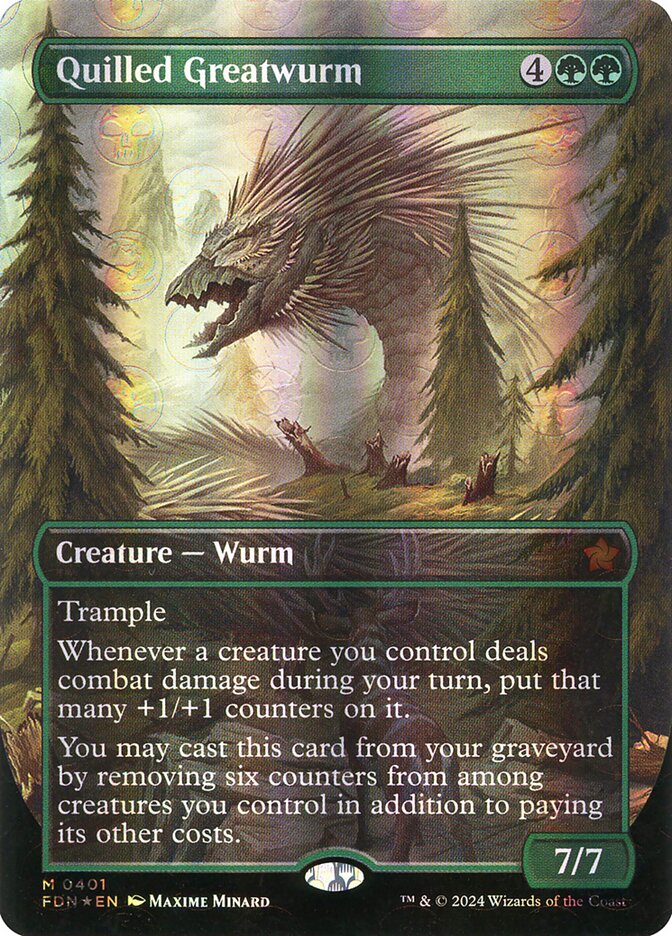 Quilled Greatwurm 4
Creature — Wurm
Trample
Whenever a creature you control deals
combat damage during your turn, put that
many +1/+1 counters on it.
You may cast this card from your graveyard
by removing six counters from among
creatures you control in addition to paying
its other costs.
7/7
M 0401
FDN★EN MAXIME MINARD
™ & © 2024 Wizards of the Coast